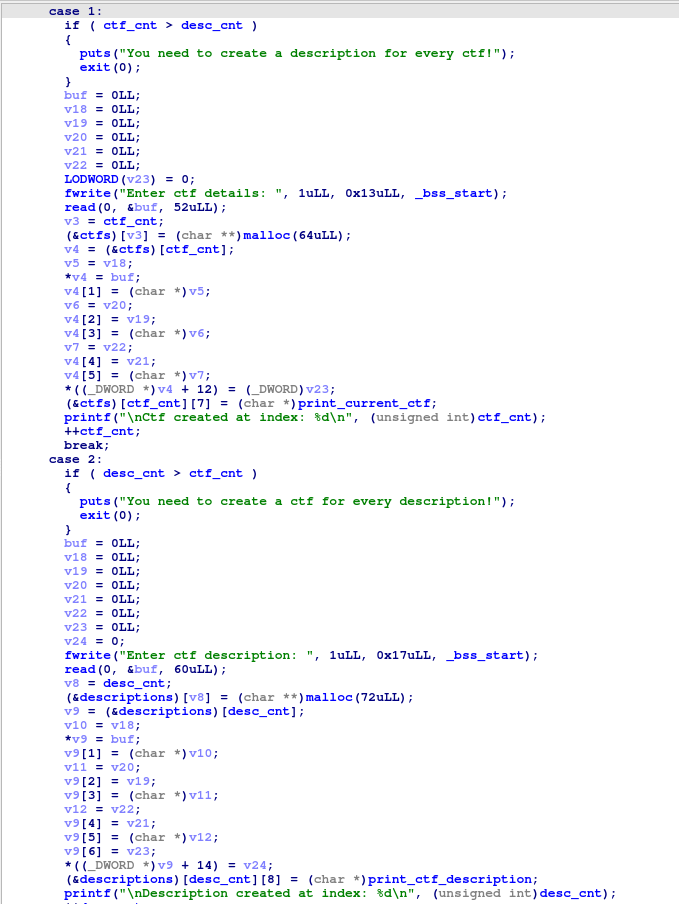 case 1:
if ( ctf_cnt > desc_cnt )
{
puts("You need to create a description for every ctf!");
exit(0);
}
buf = 0LL;
v18 = 0LL;
v19 = 0LL;
v20 = 0LL;
v21 = 0LL;
v22 = 0LL;
LODWORD(v23) = 0;
fwrite("Enter ctf details: ", 1uLL, 0x13uLL, _bss_start);
read(0, &buf, 52uLL);
v3 = ctf_cnt;
(&ctfs)[v3] = (char **)malloc(64uLL);
v4 = (&ctfs)[ctf_cnt];
v5 = v18;
*v4 = buf;
v4[1] = (char *)v5;
v6 = v20;
v4[2] = v19;
v4[3] = (char *)v6;
v7 = v22;
v4[4] = v21;
v4[5] = (char *)v7;
*((_DWORD *)v4 + 12) = (_DWORD)v23;
(&ctfs)[ctf_cnt][7] = (char *)print_current_ctf;
printf("\nCtf created at index: %d\n", (unsigned int)ctf_cnt);
++ctf_cnt;
break;
case 2:
if ( desc_cnt > ctf_cnt )
{
puts("You need to create a ctf for every description!");
exit(0);
}
buf = 0LL;
v18 = 0LL;
v19 = 0LL;
v20 = 0LL;
v21 = 0LL;
v22 = 0LL;
v23 = 0LL;
v24 = 0;
fwrite("Enter ctf description: ", 1uLL, 0x17uLL, _bss_start);
read(0, &buf, 60uLL);
v8 = desc_cnt;
(&descriptions)[v8] = (char **)malloc(72uLL);
v9 = (&descriptions)[desc_cnt];
v10 = v18;
*v9 = buf;
v9[1] = (char *)v10;
v11 = v20;
v9[2] = v19;
v9[3] = (char *)v11;
v12 = v22;
v9[4] = v21;
v9[5] = (char *)v12;
v9[6] = v23;
*((_DWORD *)v9 + 14) = v24;
(&descriptions)[desc_cnt][8] = (char *)print_ctf_description;
printf("\nDescription created at index: %d\n", (unsigned int)desc_cnt);